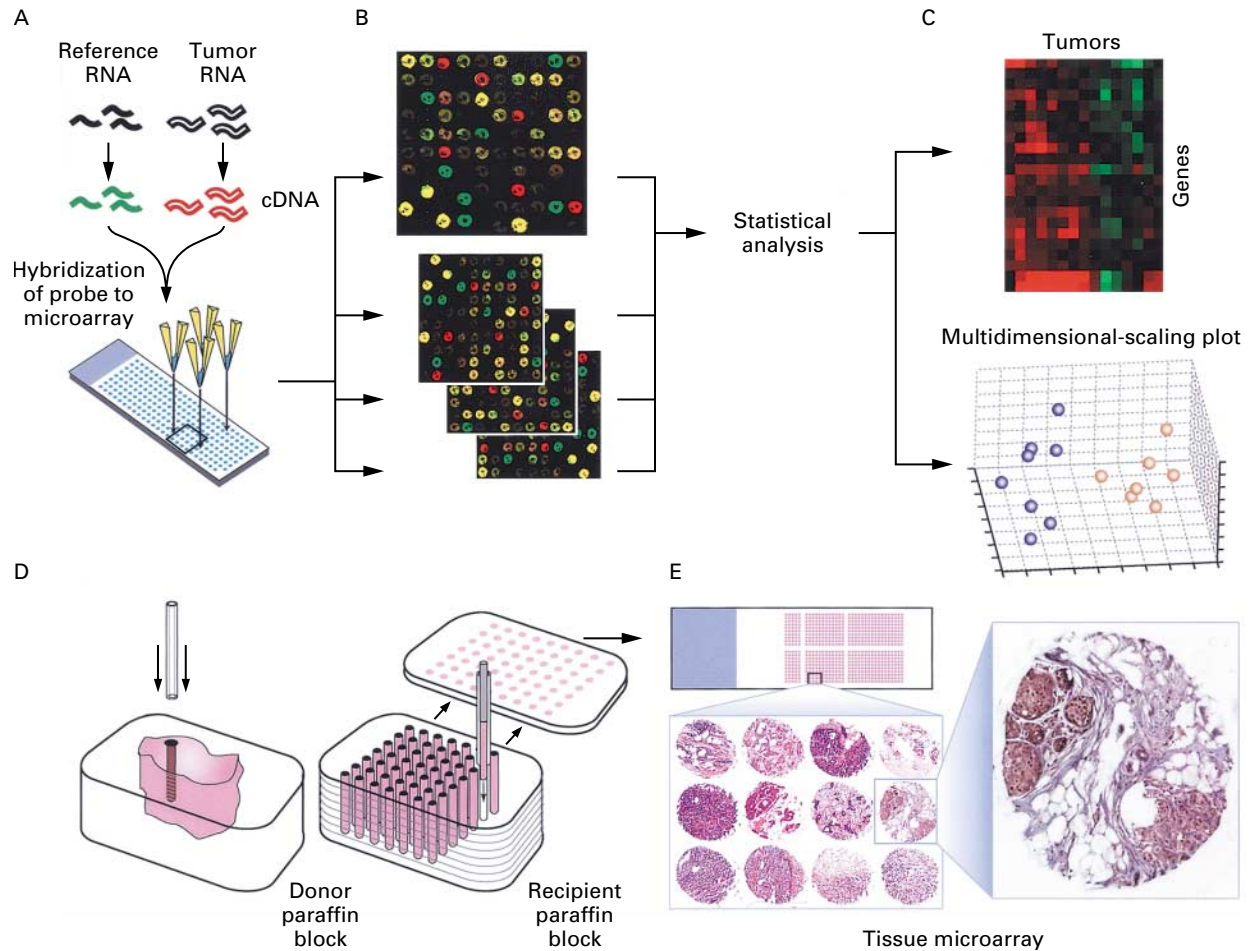 A
Reference
RNA
Tumor
RNA
cDNA
Hybridization
of probe to
microarray
B
Statistical
analysis
C
Tumors
Genes
Multidimensional-scaling plot
D
Donor
paraffin
block
Recipient
paraffin
block
E
Tissue microarray